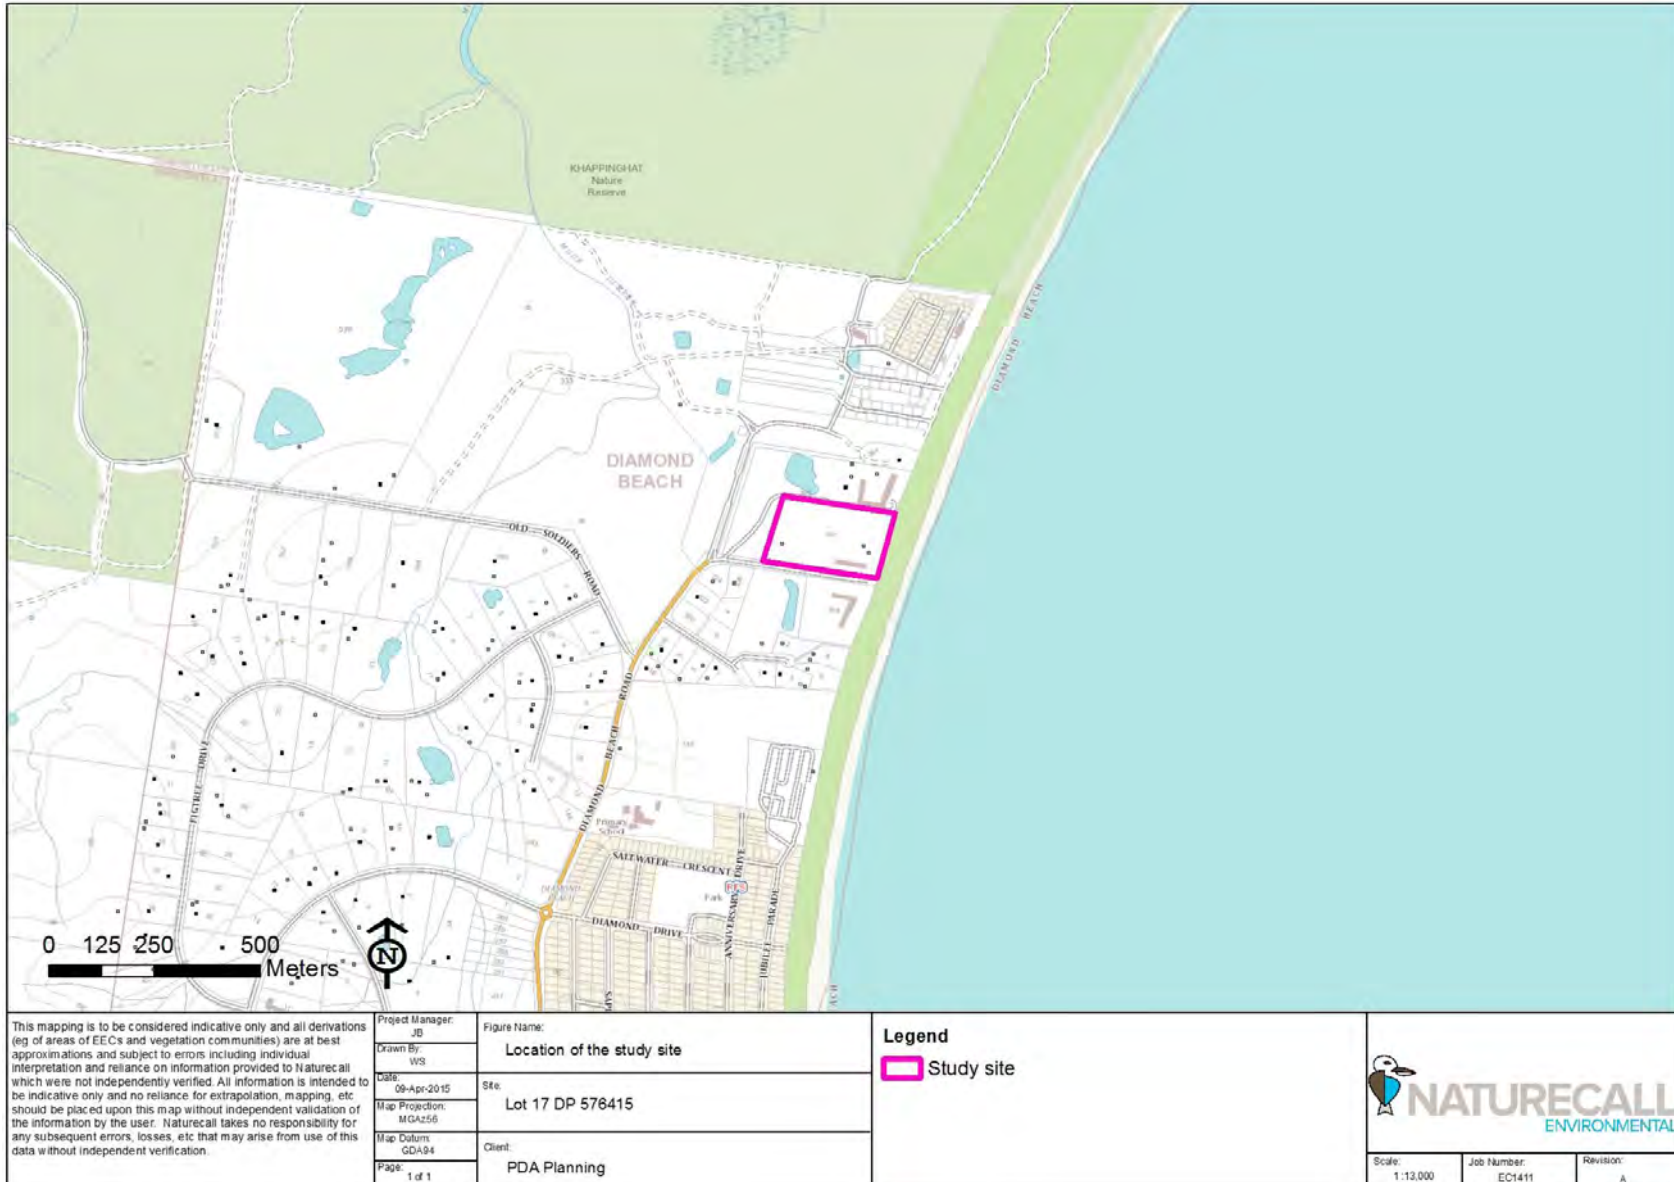 KHAPPINGHAT
Nature
Reserve
DIAMOND BEACH
DIAMOND
BEACH
OLD SOLDIERS ROAD
DIAMOND BEACH ROAD
FIGTREE DRIVE
Primary
School
SALTWATER CRESCENT
Park
ANNIVERSARY DRIVE
JUBILEE PARADE
DIAMOND DRIVE
0 125 250 500
Meters
N
This mapping is to be considered indicative only and all derivations
(eg of areas of EECs and vegetation communities) are at best
approximations and subject to errors including individual
interpretation and reliance on information provided to Naturecall
which were not independently verified. All information is intended to
be indicative only and no reliance for extrapolation, mapping, etc
should be placed upon this map without independent validation of
the information by the user. Naturecall takes no responsibility for
any subsequent errors, losses, etc that may arise from use of this
data without independent verification.
Project Manager:
JB
Drawn By:
WS
Date:
09-Apr-2015
Map Projection:
MGAz56
Map Datum:
GDA94
Page:
1 of 1
Figure Name:
Location of the study site
Site:
Lot 17 DP 576415
Client:
PDA Planning
Legend
Study site
NATURECALL
ENVIRONMENTAL
Scale:
1:13,000
Job Number:
EC1411
Revision:
A